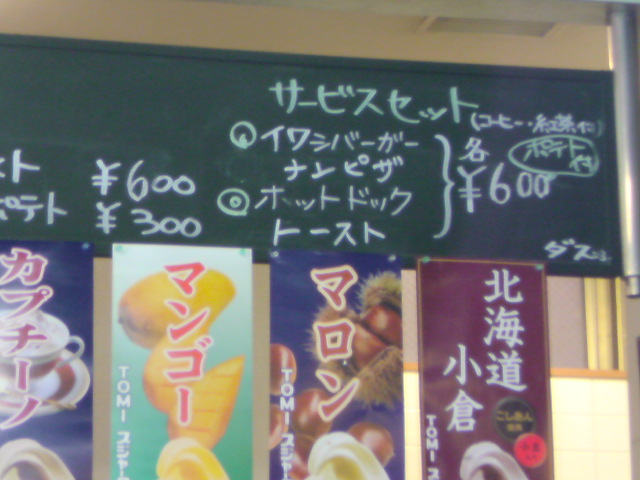 サービスセット
(コーヒー・紅茶付)
イワシバーガー
ナンピザ
◎ホットドック
トースト
各
¥600
ポテト付
スト ¥600
ポテト ¥300
カプチーノ
マンゴー
TOMI
マロン
TOMI
北海道
小倉
こしあん
TOMI ス